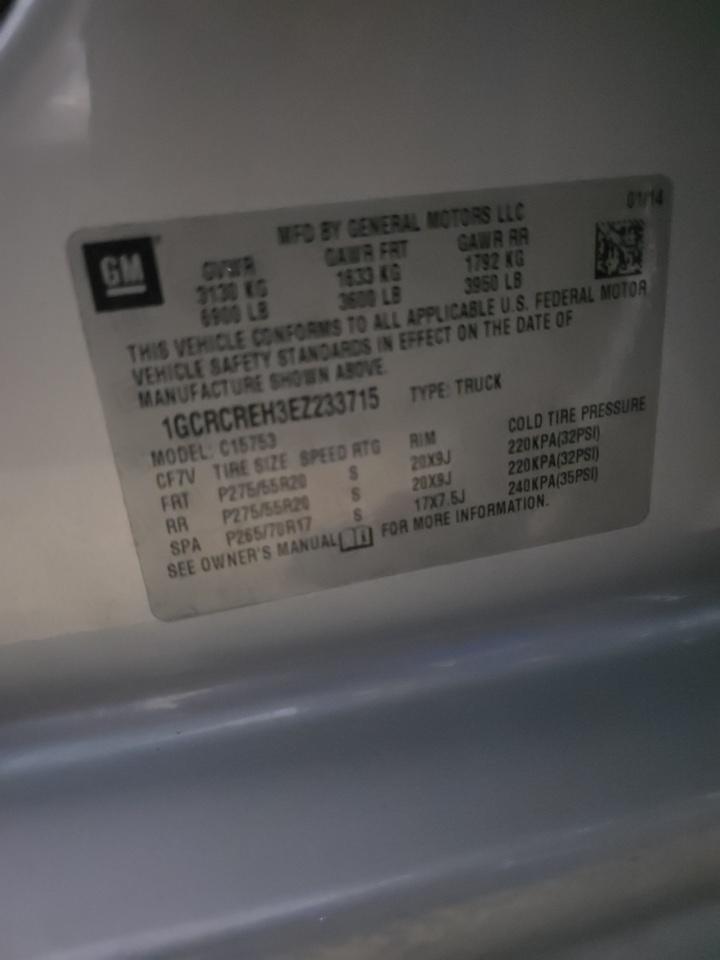 01/14
MFD BY GENERAL MOTORS LLC
GM
GVWR GAWR FRT GAWR RR
3130 KG 1633 KG 1792 KG
6900 LB 3600 LB 3950 LB
THIS VEHICLE CONFORMS TO ALL APPLICABLE U.S. FEDERAL MOTOR
VEHICLE SAFETY STANDARDS IN EFFECT ON THE DATE OF
MANUFACTURE SHOWN ABOVE.
1GCRCREH3EZ233715 TYPE: TRUCK
MODEL: C15753
CF7V TIRE SIZE SPEED RTG RIM COLD TIRE PRESSURE
FRT P275/55R20 S 20X9J 220KPA(32PSI)
RR P275/55R20 S 20X9J 220KPA(32PSI)
SPA P265/70R17 S 17X7.5J 240KPA(35PSI)
SEE OWNER'S MANUAL FOR MORE INFORMATION.